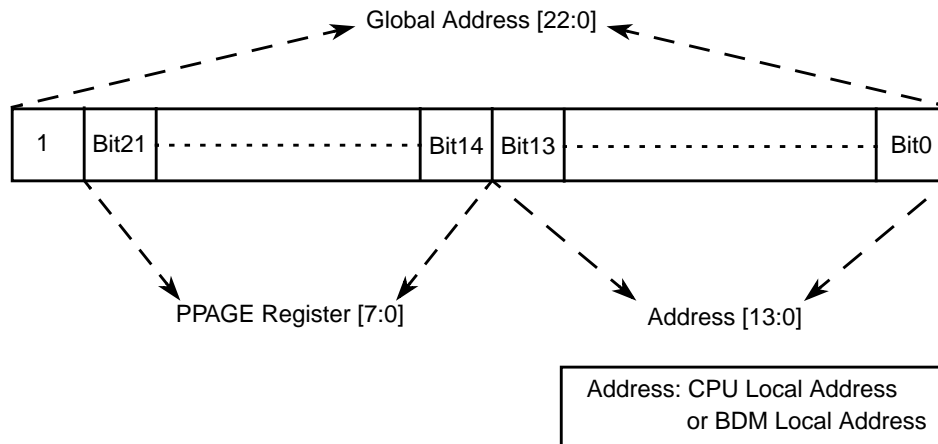 Global Address [22:0]
1 Bit21 Bit14 Bit13 Bit0
PPAGE Register [7:0] Address [13:0]
Address: CPU Local Address
or BDM Local Address